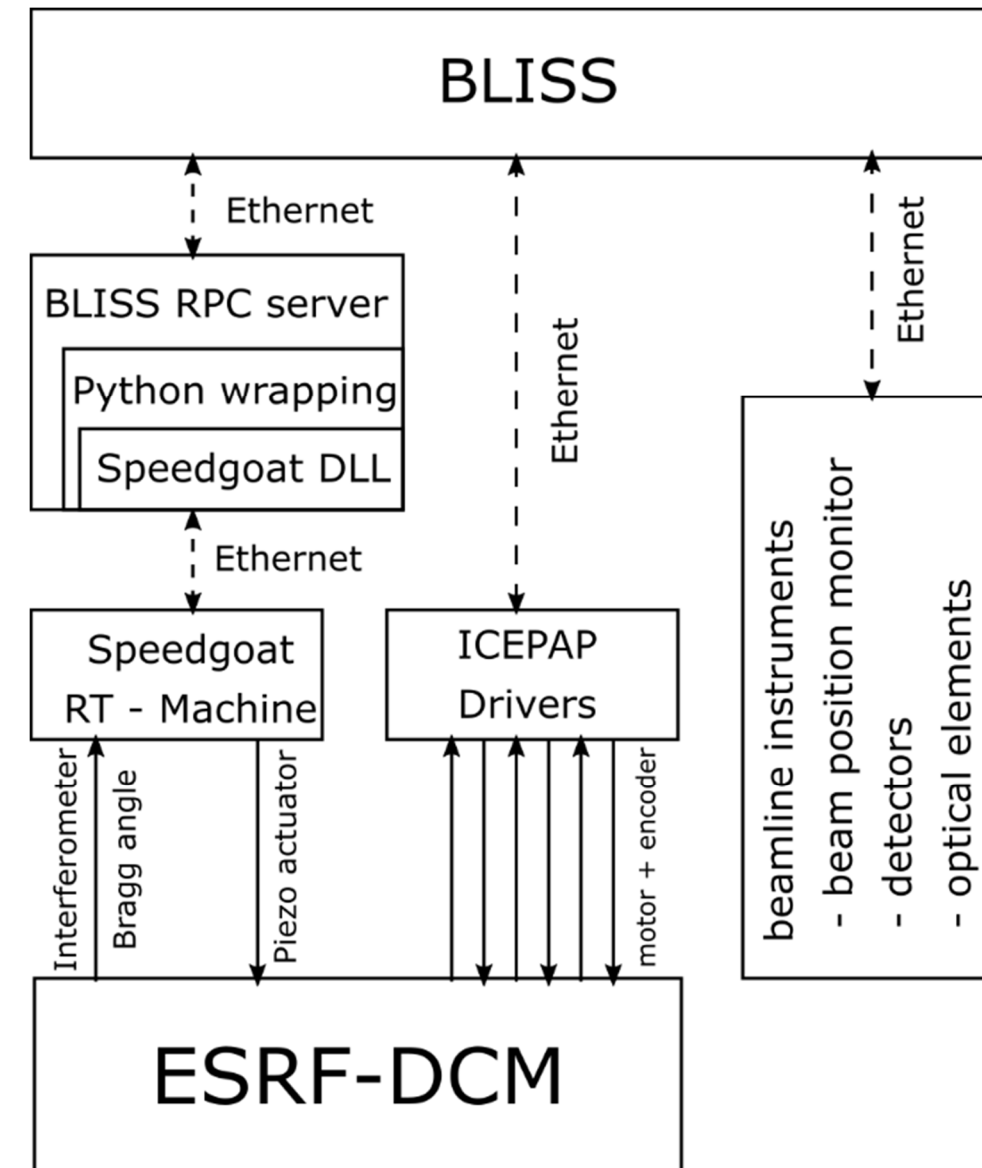 BLISS
Ethernet
Ethernet
Ethernet
BLISS RPC server
Python wrapping
Speedgoat DLL
Ethernet
Speedgoat
RT - Machine
ICEPAP
Drivers
beamline instruments
- beam position monitor
- detectors
- optical elements
Interferometer
Bragg angle
Piezo actuator
motor + encoder
ESRF-DCM